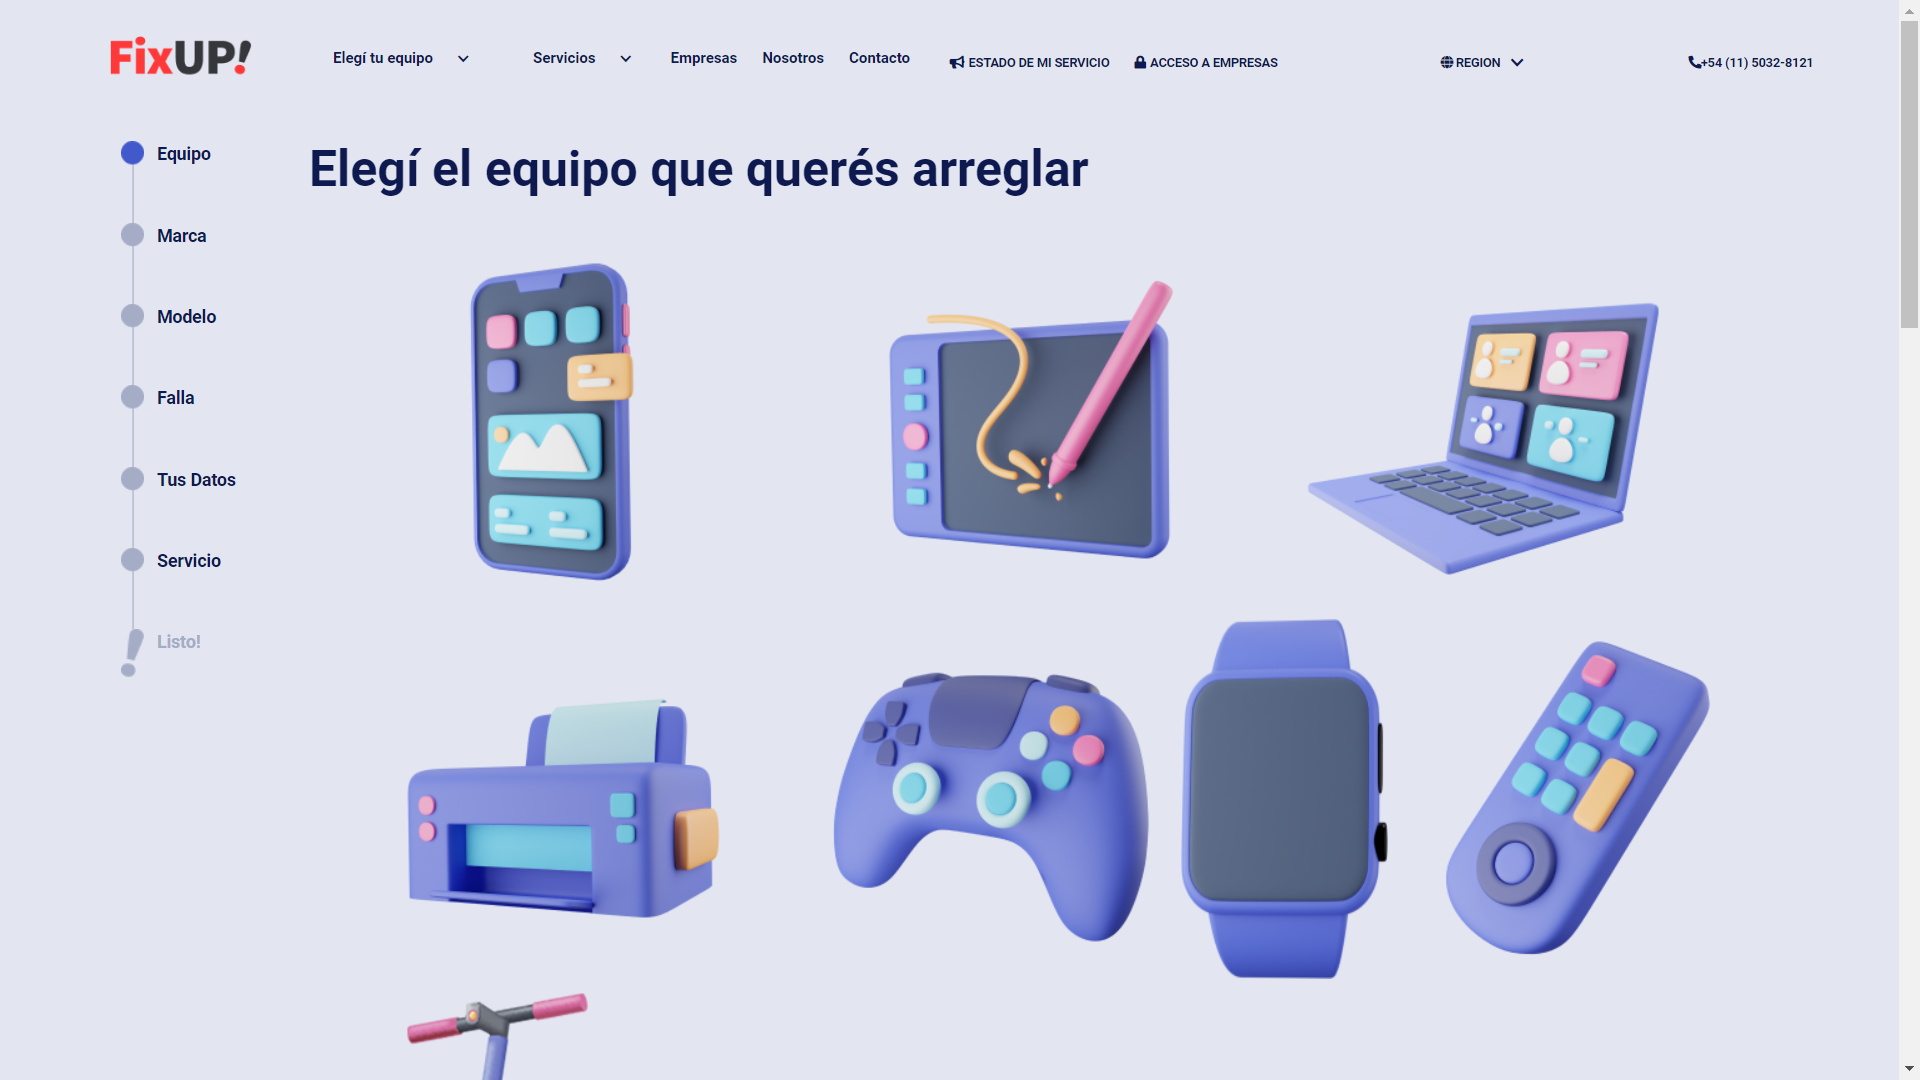 FixUP!
Elegí tu equipo
Servicios
Empresas
Nosotros
Contacto
ESTADO DE MI SERVICIO
ACCESO A EMPRESAS
REGION
+54 (11) 5032-8121
Equipo
Marca
Modelo
Falla
Tus Datos
Servicio
Listo!
Elegí el equipo que querés arreglar